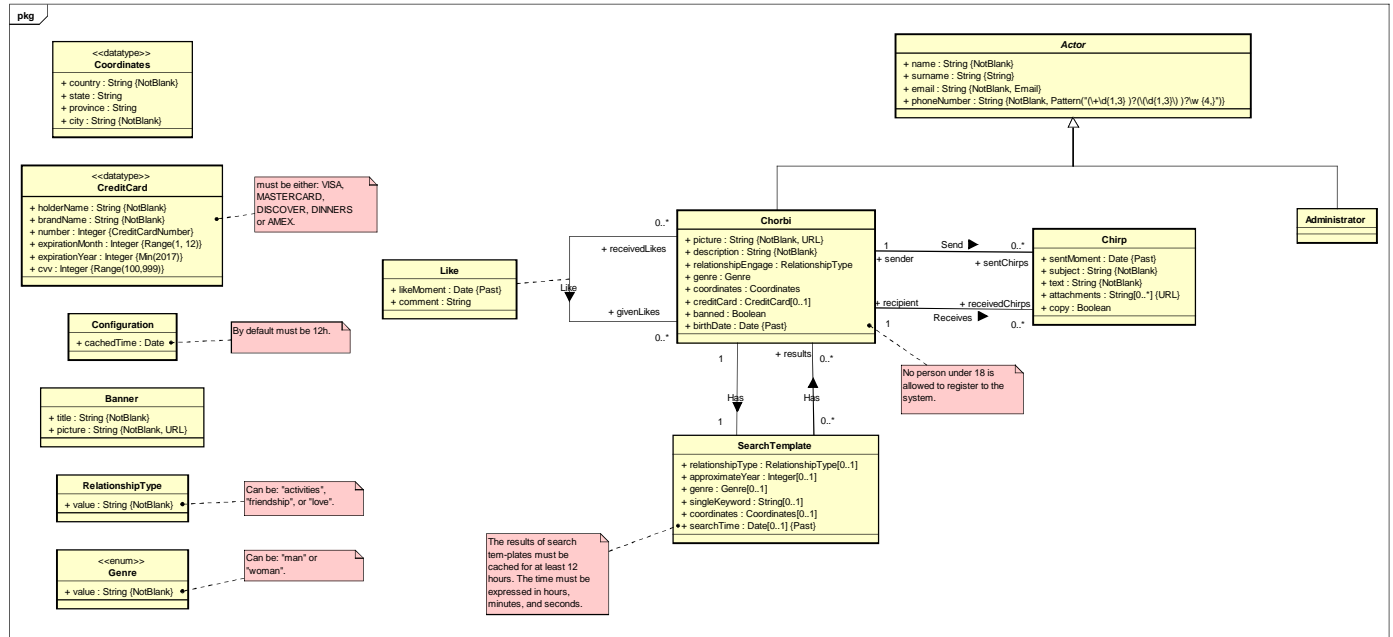 pkg
<<datatype>>
Coordinates
+ country : String {NotBlank}
+ state : String
+ province : String
+ city : String {NotBlank}
Actor
+ name : String {NotBlank}
+ surname : String {String}
+ email : String {NotBlank, Email}
+ phoneNumber : String {NotBlank, Pattern("(\+\d{1,3} )?(\(\d{1,3}\) )?\w {4,}")}
<<datatype>>
CreditCard
+ holderName : String {NotBlank}
+ brandName : String {NotBlank}
+ number : Integer {CreditCardNumber}
+ expirationMonth : Integer {Range(1, 12)}
+ expirationYear : Integer {Min(2017)}
+ cvv : Integer {Range(100,999)}
must be either: VISA,
MASTERCARD,
DISCOVER, DINNERS
or AMEX.
Like
+ likeMoment : Date {Past}
+ comment : String
0..*
+ receivedLikes
Like
+ givenLikes
0..*
Chorbi
+ picture : String {NotBlank, URL}
+ description : String {NotBlank}
+ relationshipEngage : RelationshipType
+ genre : Genre
+ coordinates : Coordinates
+ creditCard : CreditCard[0..1]
+ banned : Boolean
+ birthDate : Date {Past}
1
Send
0..*
+ sender
+ sentChirps
+ recipient
+ receivedChirps
1
Receives
0..*
Chirp
+ sentMoment : Date {Past}
+ subject : String {NotBlank}
+ text : String {NotBlank}
+ attachments : String[0..*] {URL}
+ copy : Boolean
Administrator
Configuration
+ cachedTime : Date
By default must be 12h.
No person under 18 is
allowed to register to the
system.
1
+ results
0..*
Has
Has
1
0..*
Banner
+ title : String {NotBlank}
+ picture : String {NotBlank, URL}
SearchTemplate
+ relationshipType : RelationshipType[0..1]
+ approximateYear : Integer[0..1]
+ genre : Genre[0..1]
+ singleKeyword : String[0..1]
+ coordinates : Coordinates[0..1]
+ searchTime : Date[0..1] {Past}
RelationshipType
+ value : String {NotBlank}
Can be: "activities",
"friendship", or "love".
The results of search
tem-plates must be
cached for at least 12
hours. The time must be
expressed in hours,
minutes, and seconds.
<<enum>>
Genre
+ value : String {NotBlank}
Can be: "man" or
"woman".